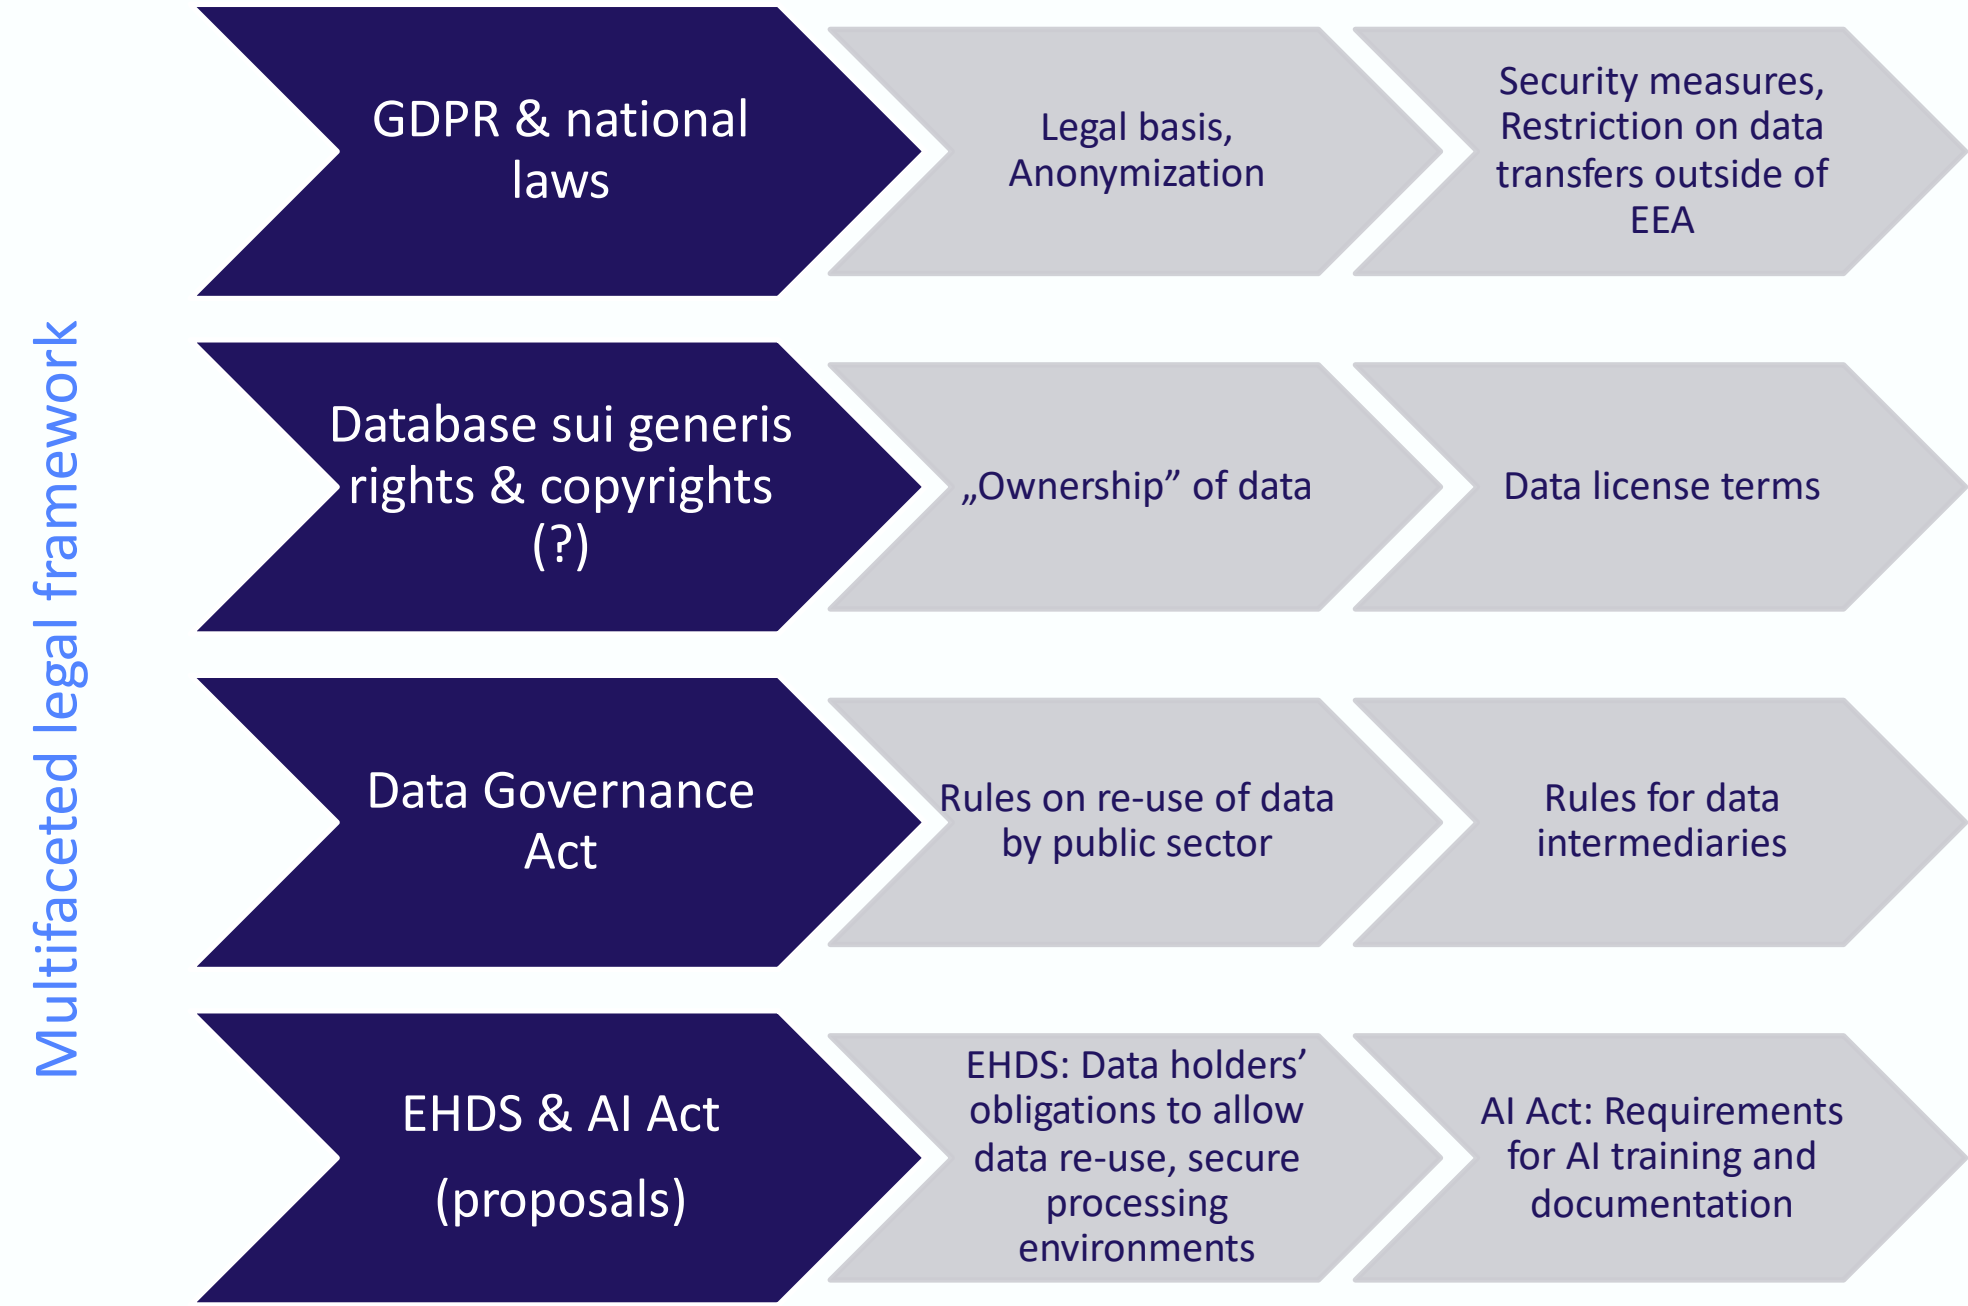 Multifaceted legal framework
GDPR & national
laws
Legal basis,
Anonymization
Security measures,
Restriction on data
transfers outside of
EEA
Database sui generis
rights & copyrights
(?)
„Ownership” of data
Data license terms
Data Governance
Act
Rules on re-use of data
by public sector
Rules for data
intermediaries
EHDS & AI Act
(proposals)
EHDS: Data holders’
obligations to allow
data re-use, secure
processing
environments
AI Act: Requirements
for AI training and
documentation